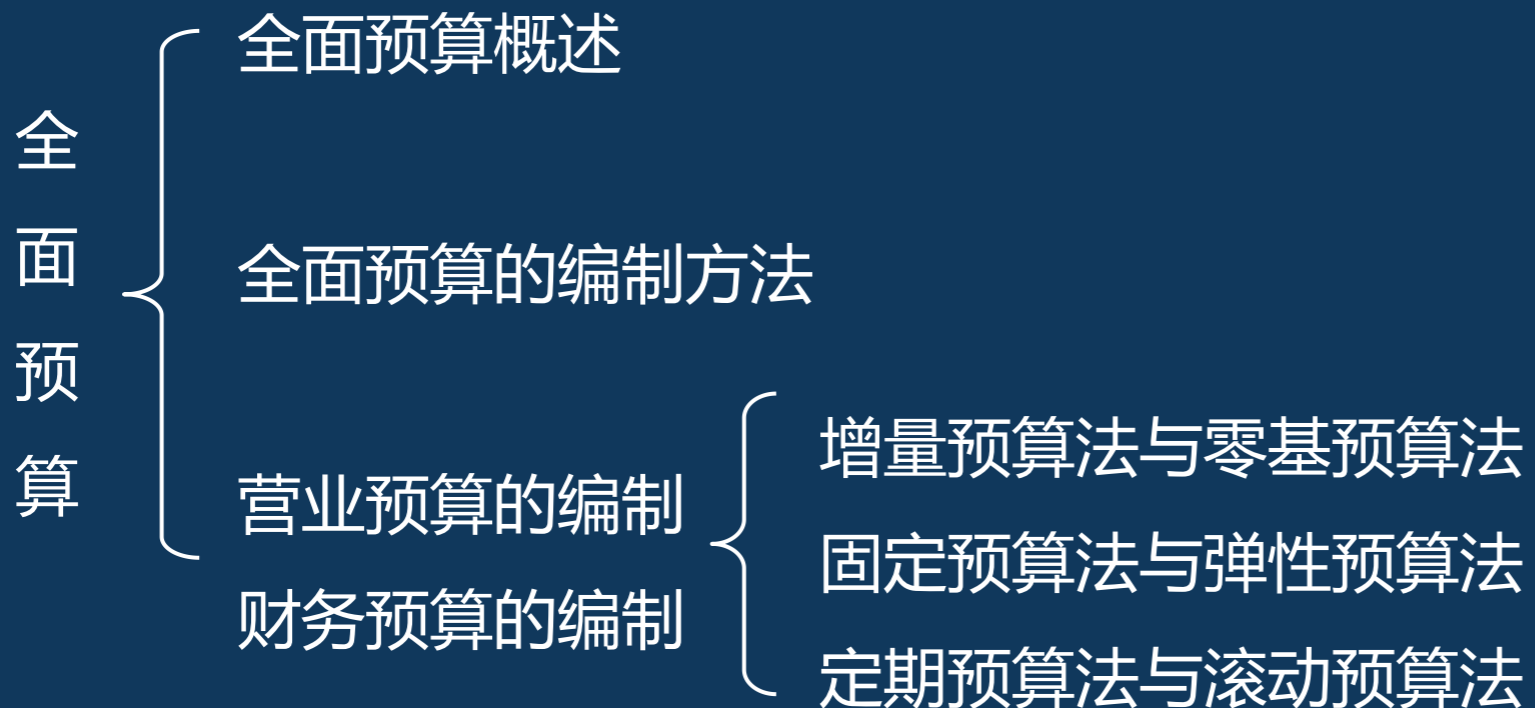 全面预算
全面预算概述
全面预算的编制方法
营业预算的编制
财务预算的编制
增量预算法与零基预算法
固定预算法与弹性预算法
定期预算法与滚动预算法